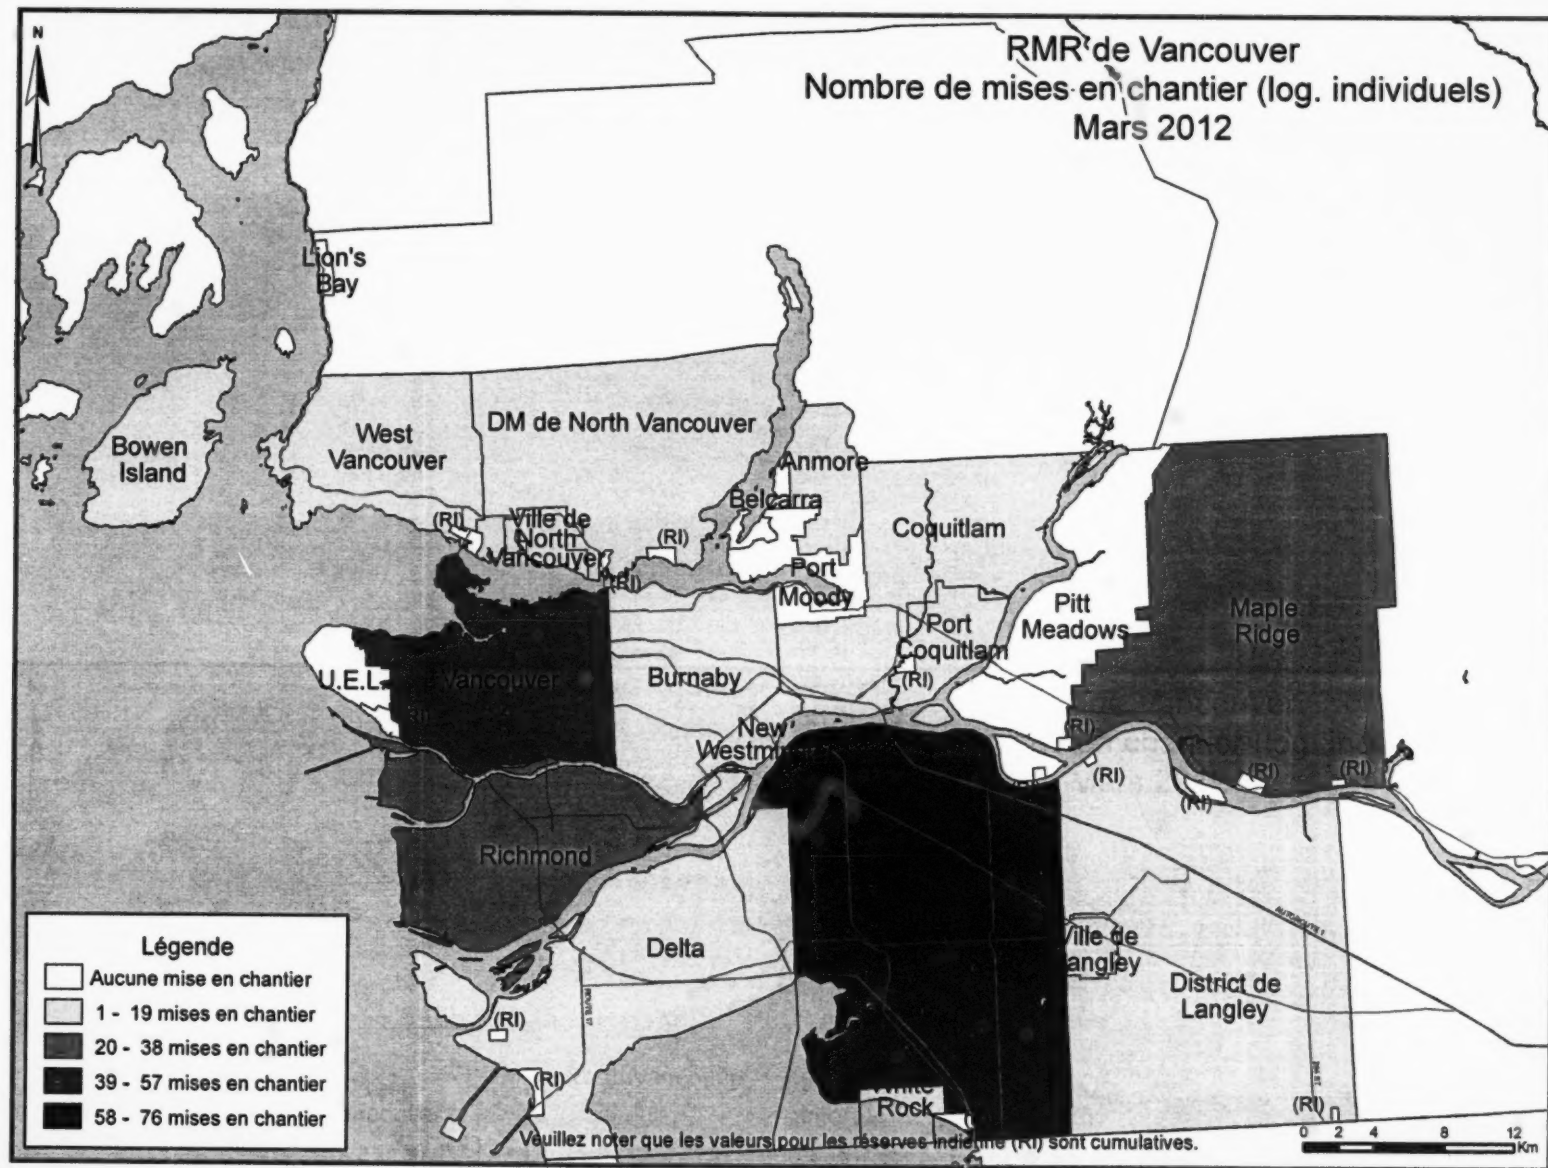 N
RMR de Vancouver
Nombre de mises en chantier (log. individuels)
Mars 2012
Lion's
Bay
Bowen
Island
West
Vancouver
DM de North Vancouver
Anmore
Belcarra
(RI)
Ville de
North
Vancouver
(RI)
(RI)
Coquitlam
Port
Moody
Pitt
Meadows
Maple
Ridge
Port
Coquitlam
(RI)
U.E.L.
Vancouver
Burnaby
New
(RI)
(RI)
(RI)
(RI)
(RI)
Richmond
Delta
Ville de
Langley
District de
Langley
AUTOROUTE 1
ROUTE 17
(RI)
(RI)
(RI)
White
Rock
Légende
Aucune mise en chantier
1 - 19 mises en chantier
20 - 38 mises en chantier
39 - 57 mises en chantier
58 - 76 mises en chantier
Veuillez noter que les valeurs pour les réserves indienne (RI) sont cumulatives.
0 2 4 8 12
Km